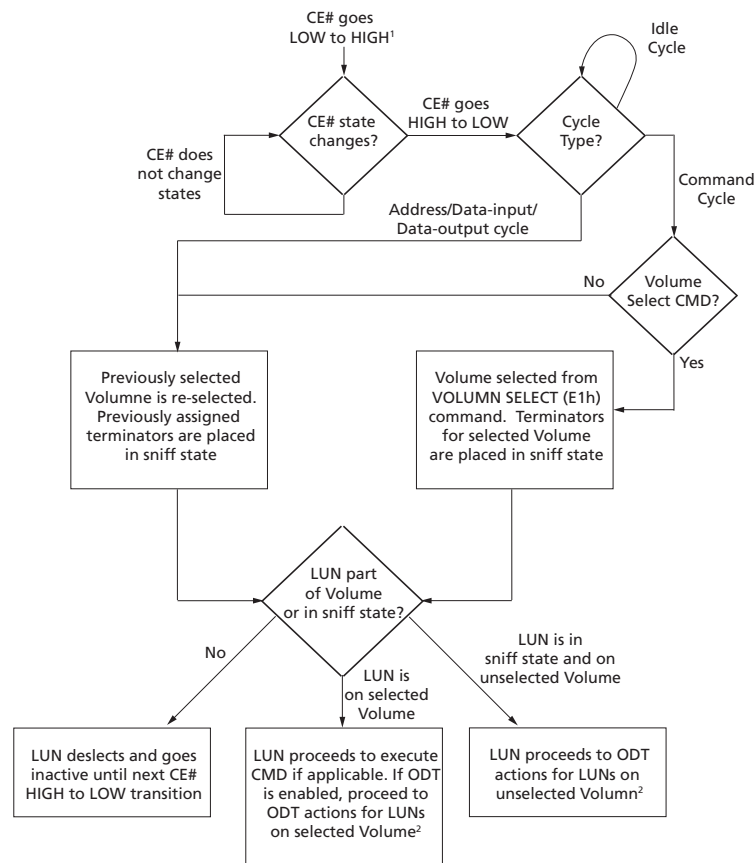 CE# goes
LOW to HIGH¹
Idle
Cycle
CE# state
changes?
CE# goes
HIGH to LOW
Cycle
Type?
CE# does
not change
states
Command
Cycle
Address/Data-input/
Data-output cycle
No
Volume
Select CMD?
Yes
Previously selected
Volumne is re-selected.
Previously assigned
terminators are placed
in sniff state
Volume selected from
VOLUMN SELECT (E1h)
command. Terminators
for selected Volume
are placed in sniff state
LUN part
of Volume
or in sniff state?
No
LUN is
on selected
Volume
LUN is in
sniff state and on
unselected Volume
LUN deslects and goes
inactive until next CE#
HIGH to LOW transition
LUN proceeds to execute
CMD if applicable. If ODT
is enabled, proceed to
ODT actions for LUNs
on selected Volume²
LUN proceeds to ODT
actions for LUNs on
unselected Volumn²